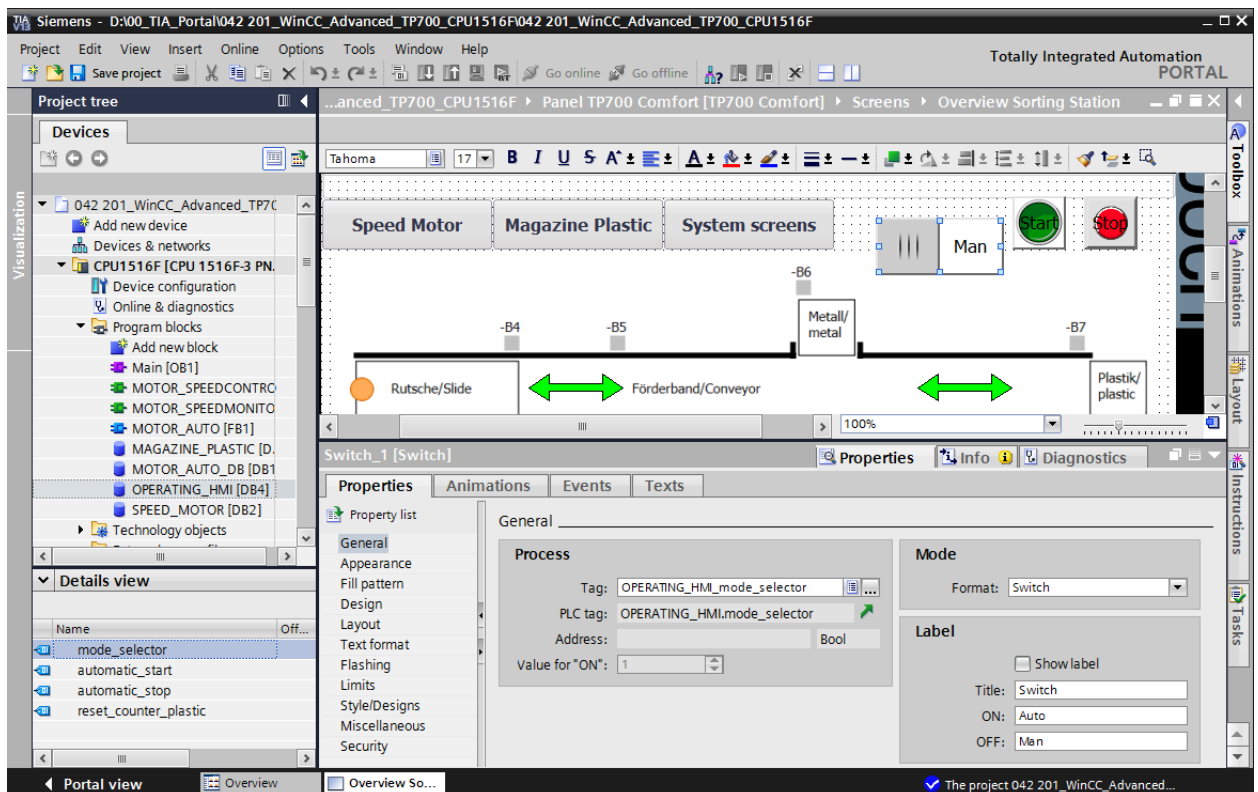 TIA V13 Siemens - D:\00_TIA_Portal\042 201_WinCC_Advanced_TP700_CPU1516F\042 201_WinCC_Advanced_TP700_CPU1516F
Project Edit View Insert Online Options Tools Window Help
Totally Integrated Automation
PORTAL
Save project Go online Go offline
Project tree
...anced_TP700_CPU1516F Panel TP700 Comfort [TP700 Comfort] Screens Overview Sorting Station
Devices
Tahoma 17 B I U S A
Visualization
042 201_WinCC_Advanced_TP70
Add new device
Devices & networks
CPU1516F [CPU 1516F-3 PN.
Device configuration
Online & diagnostics
Program blocks
Add new block
Main [OB1]
MOTOR_SPEEDCONTRO
MOTOR_SPEEDMONITO
MOTOR_AUTO [FB1]
MAGAZINE_PLASTIC [D.
MOTOR_AUTO_DB [DB1
OPERATING_HMI [DB4]
SPEED_MOTOR [DB2]
Technology objects
Details view
Name Off...
mode_selector
automatic_start
automatic_stop
reset_counter_plastic
Speed Motor Magazine Plastic System screens
Man Start Stop
-B6
Metall/
metal
-B4 -B5 -B7
Rutsche/Slide Förderband/Conveyor
Plastik/
plastic
100%
Switch_1 [Switch] Properties Info Diagnostics
Properties Animations Events Texts
Property list
General
Appearance
Fill pattern
Design
Layout
Text format
Flashing
Limits
Style/Designs
Miscellaneous
Security
General
Process
Tag: OPERATING_HMI_mode_selector ...
PLC tag: OPERATING_HMI.mode_selector
Address: Bool
Value for "ON": 1
Mode
Format: Switch
Label
Show label
Title: Switch
ON: Auto
OFF: Man
Toolbox
Animations
Layout
Instructions
Tasks
Portal view Overview Overview So... The project 042 201_WinCC_Advanced...